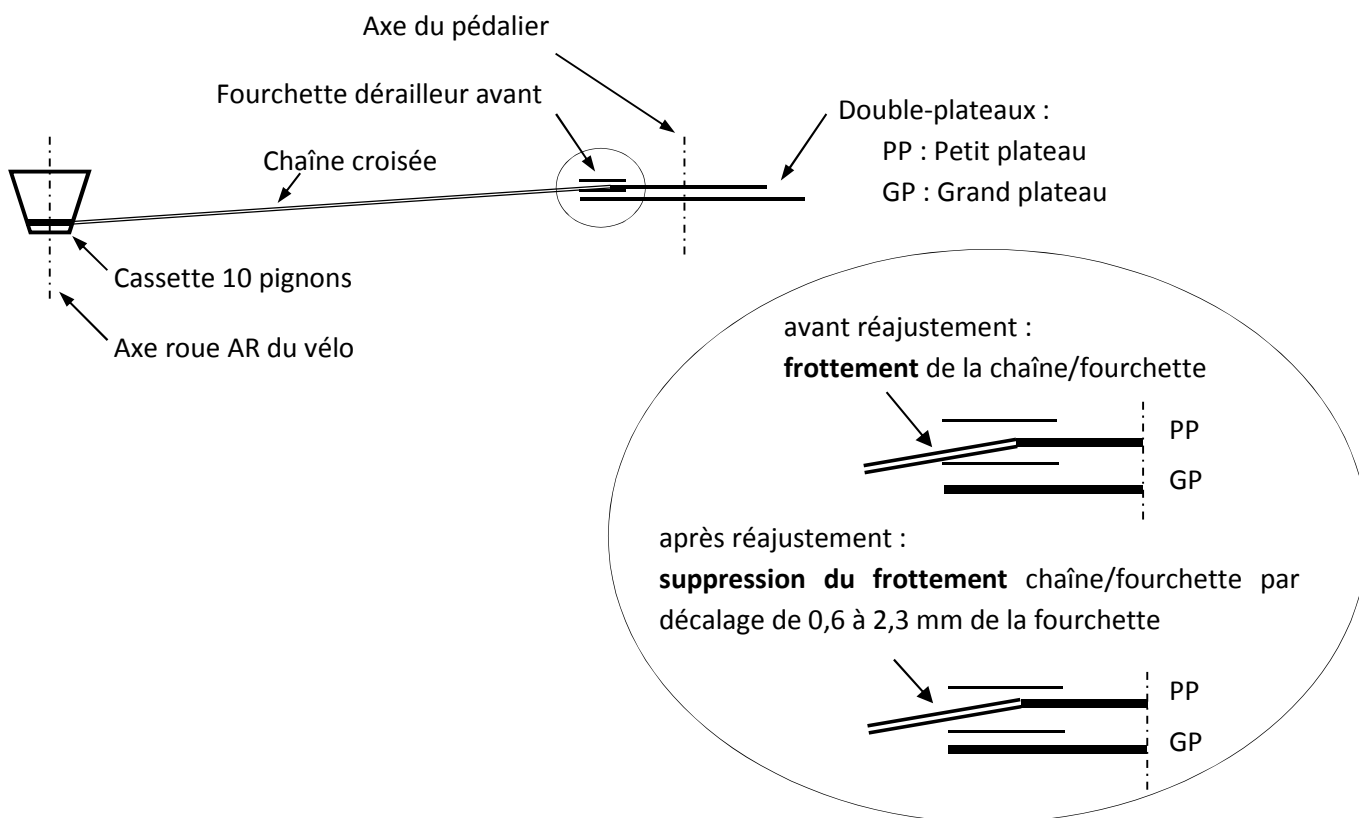 Axe du pédalier
Fourchette dérailleur avant
Double-plateaux :
PP : Petit plateau
GP : Grand plateau
Chaîne croisée
Cassette 10 pignons
Axe roue AR du vélo
avant réajustement :
frottement de la chaîne/fourchette
PP
GP
après réajustement :
suppression du frottement chaîne/fourchette par
décalage de 0,6 à 2,3 mm de la fourchette
PP
GP